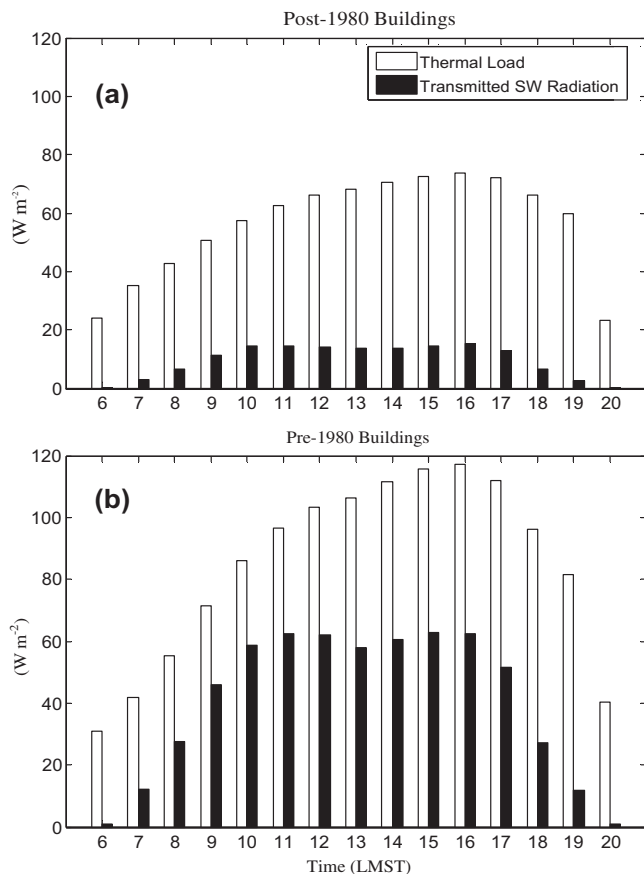 Post-1980 Buildings
120
(a)
Thermal Load
Transmitted SW Radiation
100
80
60
40
20
0
(W m-2)
6 7 8 9 10 11 12 13 14 15 16 17 18 19 20
Pre-1980 Buildings
120
(b)
100
80
60
40
20
0
(W m-2)
6 7 8 9 10 11 12 13 14 15 16 17 18 19 20
Time (LMST)